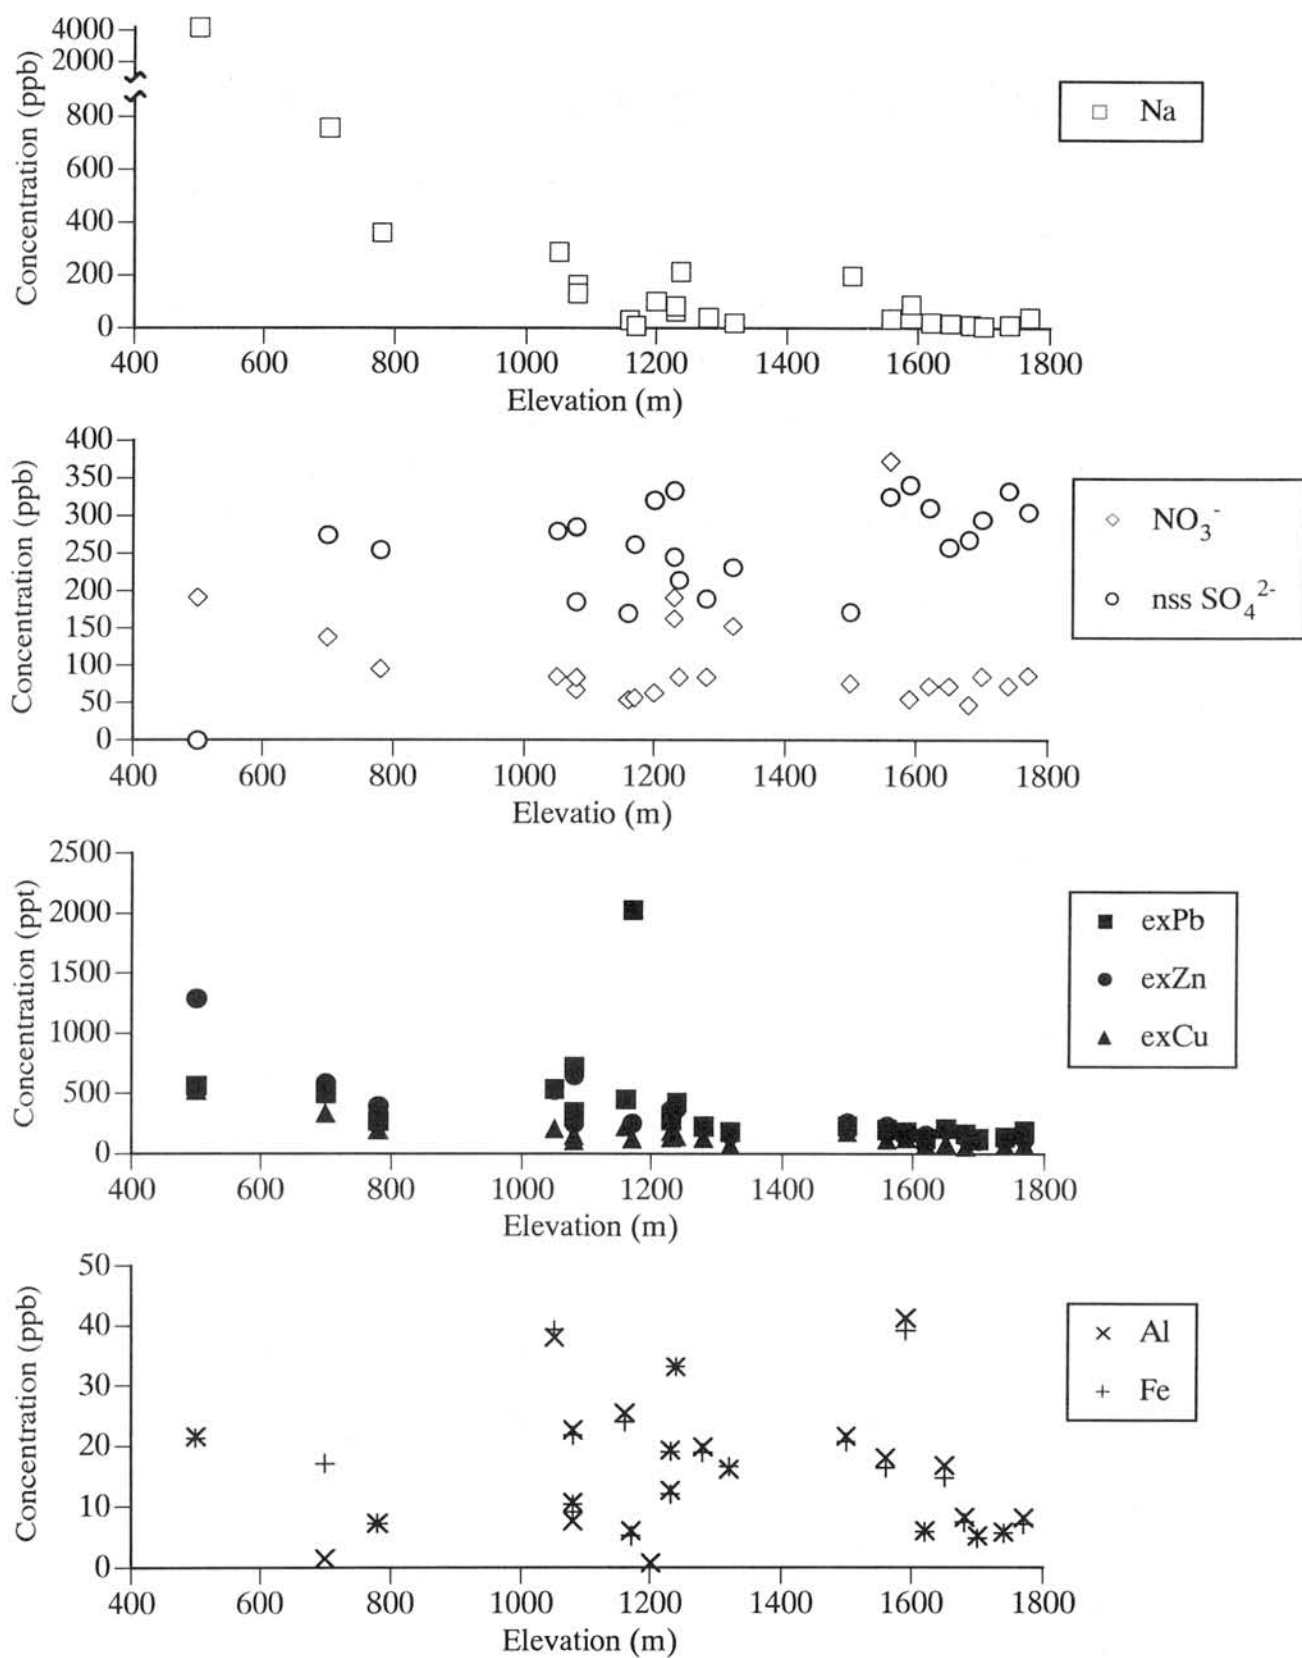 4000
2000
800
600
400
200
0
Concentration (ppb)
400 600 800 1000 1200 1400 1600 1800
Elevation (m)
Na
400
350
300
250
200
150
100
50
0
Concentration (ppb)
400 600 800 1000 1200 1400 1600 1800
Elevatio (m)
NO₃⁻
nss SO₄²⁻
2500
2000
1500
1000
500
0
Concentration (ppt)
400 600 800 1000 1200 1400 1600 1800
Elevation (m)
exPb
exZn
exCu
50
40
30
20
10
0
Concentration (ppb)
400 600 800 1000 1200 1400 1600 1800
Elevation (m)
Al
Fe